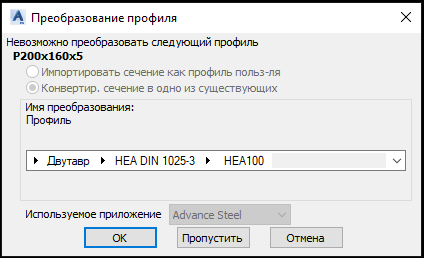 Преобразование профиля
Невозможно преобразовать следующий профиль
P200x160x5
Импортировать сечение как профиль польз-ля
Конвертир. сечение в одно из существующих
Имя преобразования:
Профиль
Двутавр HEA DIN 1025-3 HEA100
Используемое приложение Advance Steel
ОК Пропустить Отмена